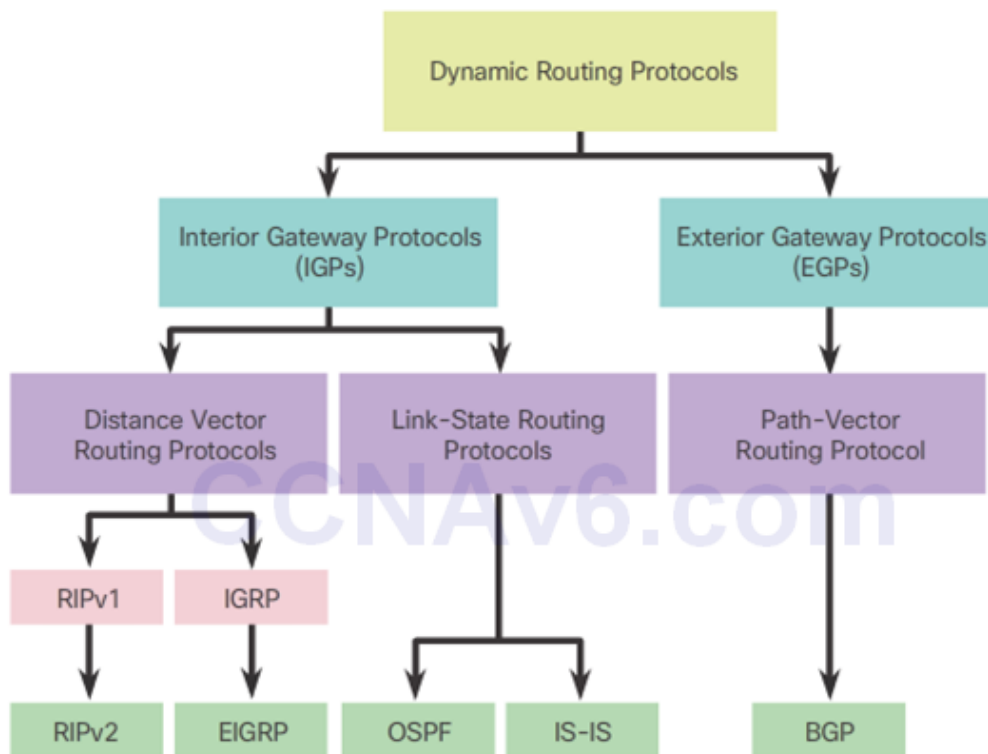 Dynamic Routing Protocols
Interior Gateway Protocols
(IGPs)
Exterior Gateway Protocols
(EGPs)
Distance Vector
Routing Protocols
Link-State Routing
Protocols
Path-Vector
Routing Protocol
CCNAv6.com
RIPv1
IGRP
RIPv2
EIGRP
OSPF
IS-IS
BGP